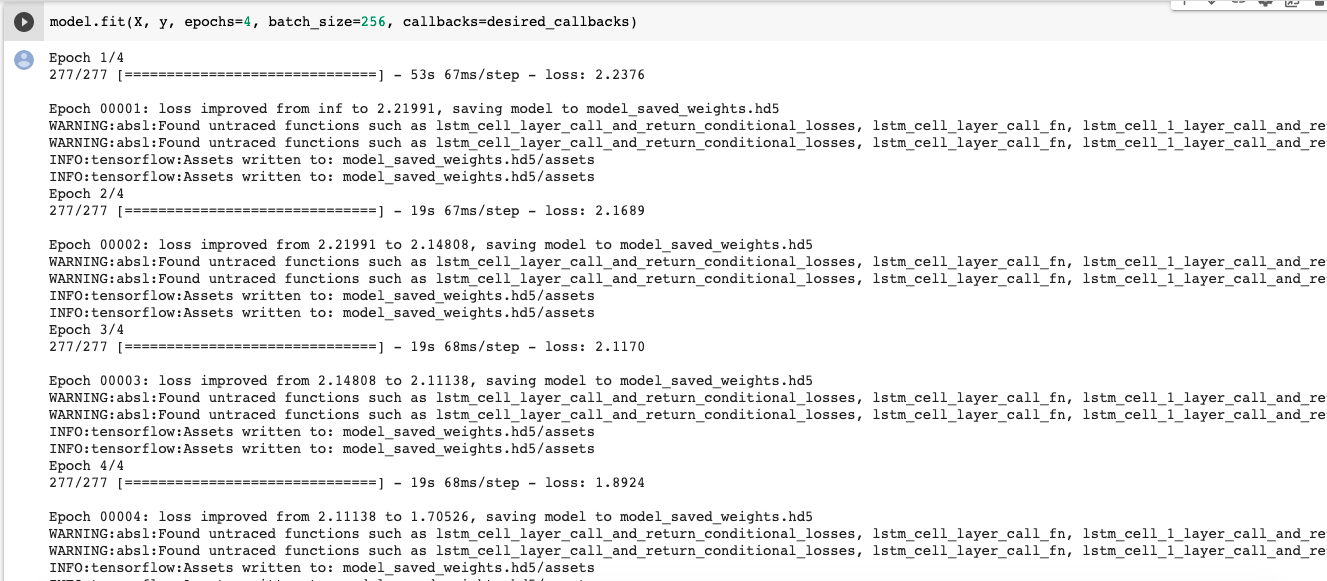 model.fit(X, y, epochs=4, batch_size=256, callbacks=desired_callbacks)
Epoch 1/4
277/277 [==============================] - 53s 67ms/step - loss: 2.2376
Epoch 00001: loss improved from inf to 2.21991, saving model to model_saved_weights.hd5
WARNING:absl:Found untraced functions such as lstm_cell_layer_call_and_return_conditional_losses, lstm_cell_layer_call_fn, lstm_cell_1_layer_call_and_re
WARNING:absl:Found untraced functions such as lstm_cell_layer_call_and_return_conditional_losses, lstm_cell_layer_call_fn, lstm_cell_1_layer_call_and_re
INFO:tensorflow:Assets written to: model_saved_weights.hd5/assets
INFO:tensorflow:Assets written to: model_saved_weights.hd5/assets
Epoch 2/4
277/277 [==============================] - 19s 67ms/step - loss: 2.1689
Epoch 00002: loss improved from 2.21991 to 2.14808, saving model to model_saved_weights.hd5
WARNING:absl:Found untraced functions such as lstm_cell_layer_call_and_return_conditional_losses, lstm_cell_layer_call_fn, lstm_cell_1_layer_call_and_re
WARNING:absl:Found untraced functions such as lstm_cell_layer_call_and_return_conditional_losses, lstm_cell_layer_call_fn, lstm_cell_1_layer_call_and_re
INFO:tensorflow:Assets written to: model_saved_weights.hd5/assets
INFO:tensorflow:Assets written to: model_saved_weights.hd5/assets
Epoch 3/4
277/277 [==============================] - 19s 68ms/step - loss: 2.1170
Epoch 00003: loss improved from 2.14808 to 2.11138, saving model to model_saved_weights.hd5
WARNING:absl:Found untraced functions such as lstm_cell_layer_call_and_return_conditional_losses, lstm_cell_layer_call_fn, lstm_cell_1_layer_call_and_re
WARNING:absl:Found untraced functions such as lstm_cell_layer_call_and_return_conditional_losses, lstm_cell_layer_call_fn, lstm_cell_1_layer_call_and_re
INFO:tensorflow:Assets written to: model_saved_weights.hd5/assets
INFO:tensorflow:Assets written to: model_saved_weights.hd5/assets
Epoch 4/4
277/277 [==============================] - 19s 68ms/step - loss: 1.8924
Epoch 00004: loss improved from 2.11138 to 1.70526, saving model to model_saved_weights.hd5
WARNING:absl:Found untraced functions such as lstm_cell_layer_call_and_return_conditional_losses, lstm_cell_layer_call_fn, lstm_cell_1_layer_call_and_re
WARNING:absl:Found untraced functions such as lstm_cell_layer_call_and_return_conditional_losses, lstm_cell_layer_call_fn, lstm_cell_1_layer_call_and_re
INFO:tensorflow:Assets written to: model_saved_weights.hd5/assets